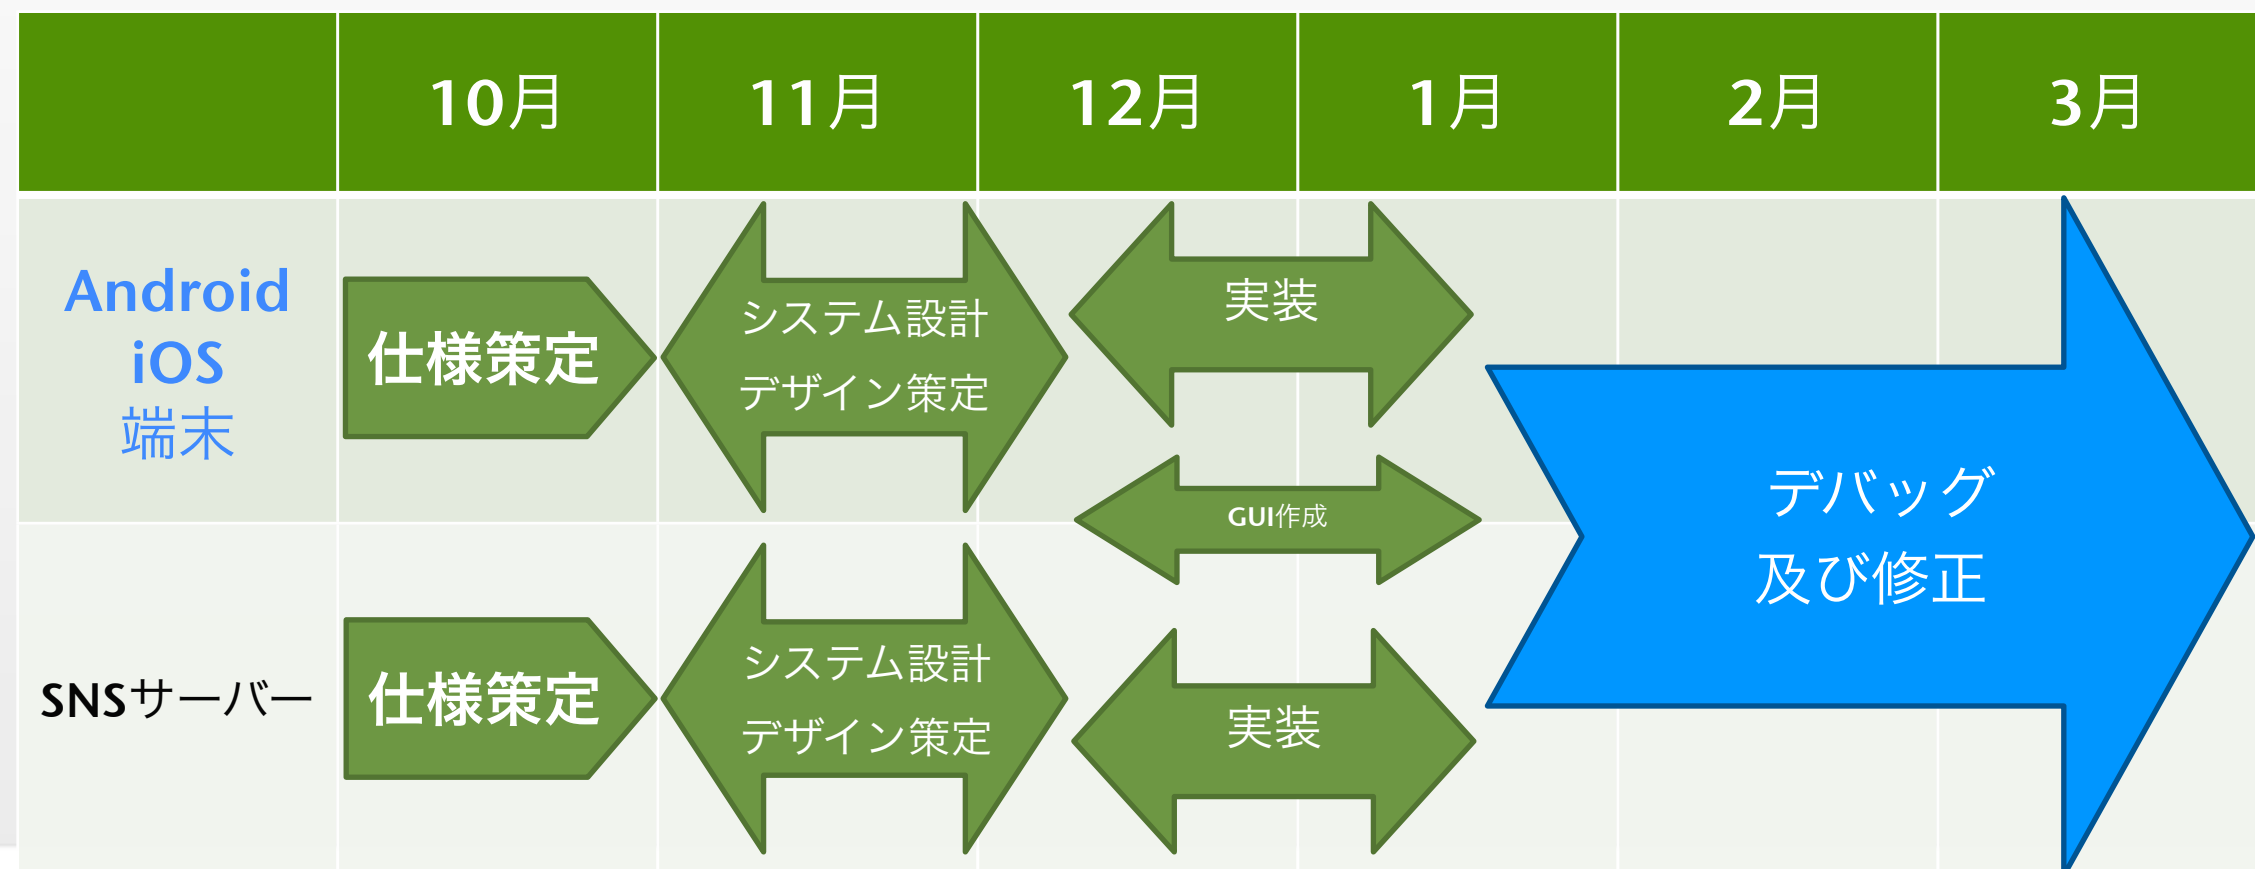 10月
11月
12月
1月
2月
3月
Android
iOS
端末
仕様策定
システム設計
デザイン策定
実装
GUI作成
デバッグ
及び修正
SNSサーバー
仕様策定
システム設計
デザイン策定
実装